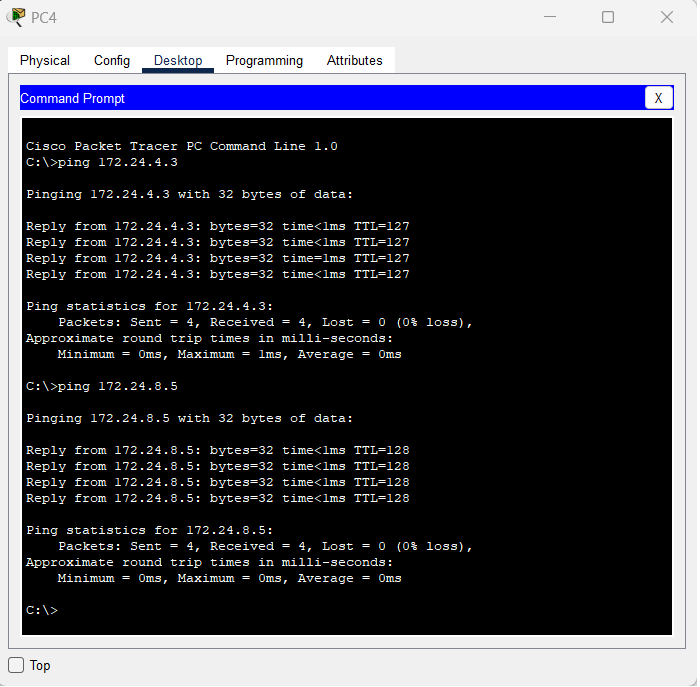 PC4
Physical Config Desktop Programming Attributes
Command Prompt
X
Cisco Packet Tracer PC Command Line 1.0
C:\>ping 172.24.4.3
Pinging 172.24.4.3 with 32 bytes of data:
Reply from 172.24.4.3: bytes=32 time<1ms TTL=127
Reply from 172.24.4.3: bytes=32 time<1ms TTL=127
Reply from 172.24.4.3: bytes=32 time=1ms TTL=127
Reply from 172.24.4.3: bytes=32 time<1ms TTL=127
Ping statistics for 172.24.4.3:
Packets: Sent = 4, Received = 4, Lost = 0 (0% loss),
Approximate round trip times in milli-seconds:
Minimum = 0ms, Maximum = 1ms, Average = 0ms
C:\>ping 172.24.8.5
Pinging 172.24.8.5 with 32 bytes of data:
Reply from 172.24.8.5: bytes=32 time<1ms TTL=128
Reply from 172.24.8.5: bytes=32 time<1ms TTL=128
Reply from 172.24.8.5: bytes=32 time<1ms TTL=128
Reply from 172.24.8.5: bytes=32 time<1ms TTL=128
Ping statistics for 172.24.8.5:
Packets: Sent = 4, Received = 4, Lost = 0 (0% loss),
Approximate round trip times in milli-seconds:
Minimum = 0ms, Maximum = 0ms, Average = 0ms
C:\>
Top